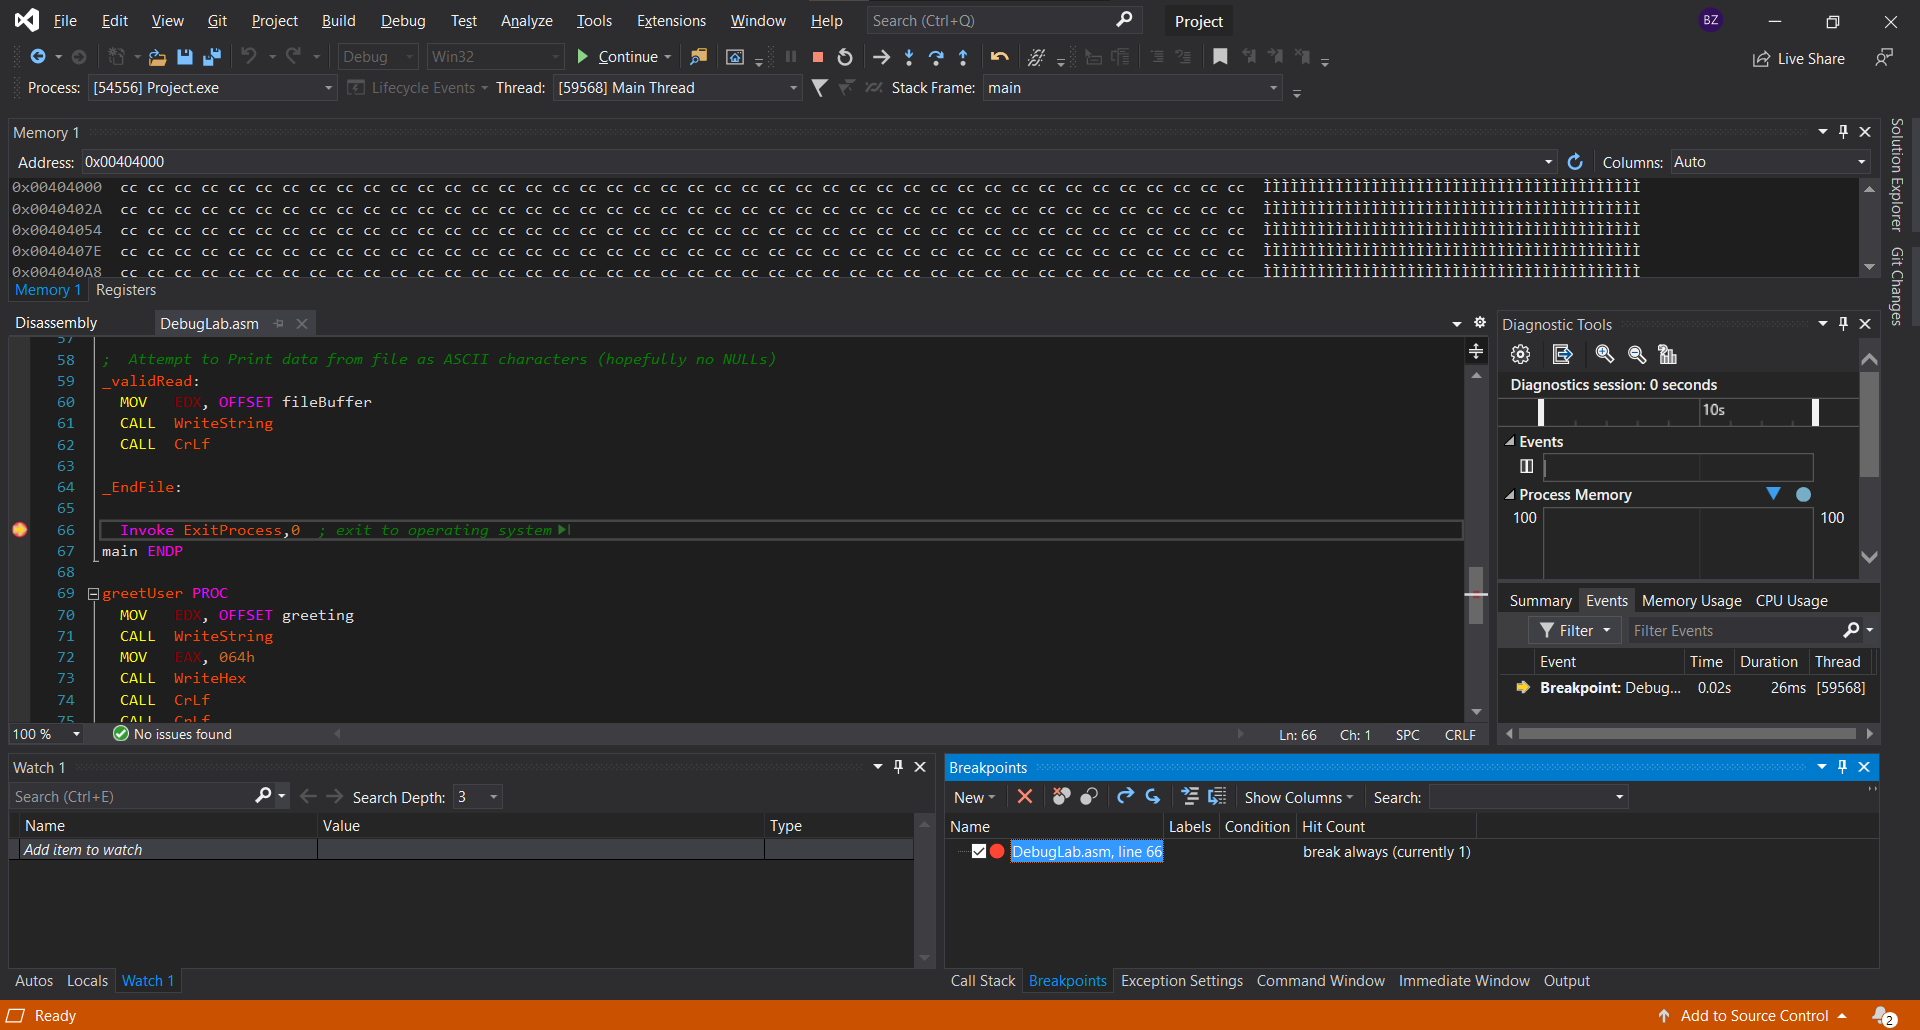 File Edit View Git Project Build Debug Test Analyze Tools Extensions Window Help Search (Ctrl+Q) Project BZ
Debug Win32 Continue Live Share
Process: [54556] Project.exe Lifecycle Events Thread: [59568] Main Thread Stack Frame: main
Memory 1
Address: 0x00404000 Columns: Auto
0x00404000 cc cc cc cc cc cc cc cc cc cc cc cc cc cc cc cc cc cc cc cc cc cc cc cc cc cc cc cc cc cc cc cc cc cc cc cc cc cc cc cc cc cc ÌÌÌÌÌÌÌÌÌÌÌÌÌÌÌÌÌÌÌÌÌÌÌÌÌÌÌÌÌÌÌÌÌÌÌÌÌÌÌÌÌÌ
0x0040402A cc cc cc cc cc cc cc cc cc cc cc cc cc cc cc cc cc cc cc cc cc cc cc cc cc cc cc cc cc cc cc cc cc cc cc cc cc cc cc cc cc cc ÌÌÌÌÌÌÌÌÌÌÌÌÌÌÌÌÌÌÌÌÌÌÌÌÌÌÌÌÌÌÌÌÌÌÌÌÌÌÌÌÌÌ
0x00404054 cc cc cc cc cc cc cc cc cc cc cc cc cc cc cc cc cc cc cc cc cc cc cc cc cc cc cc cc cc cc cc cc cc cc cc cc cc cc cc cc cc cc ÌÌÌÌÌÌÌÌÌÌÌÌÌÌÌÌÌÌÌÌÌÌÌÌÌÌÌÌÌÌÌÌÌÌÌÌÌÌÌÌÌÌ
0x0040407E cc cc cc cc cc cc cc cc cc cc cc cc cc cc cc cc cc cc cc cc cc cc cc cc cc cc cc cc cc cc cc cc cc cc cc cc cc cc cc cc cc cc ÌÌÌÌÌÌÌÌÌÌÌÌÌÌÌÌÌÌÌÌÌÌÌÌÌÌÌÌÌÌÌÌÌÌÌÌÌÌÌÌÌÌ
0x004040A8 cc cc cc cc cc cc cc cc cc cc cc cc cc cc cc cc cc cc cc cc cc cc cc cc cc cc cc cc cc cc cc cc cc cc cc cc cc cc cc cc cc cc ÌÌÌÌÌÌÌÌÌÌÌÌÌÌÌÌÌÌÌÌÌÌÌÌÌÌÌÌÌÌÌÌÌÌÌÌÌÌÌÌÌÌ
Memory 1 Registers
Solution Explorer
Git Changes
Disassembly DebugLab.asm
57
58 ; Attempt to Print data from file as ASCII characters (hopefully no NULLs)
59 _validRead:
60 MOV EDX, OFFSET fileBuffer
61 CALL WriteString
62 CALL CrLf
63
64 _EndFile:
65
66 Invoke ExitProcess,0 ; exit to operating system
67 main ENDP
68
69 greetUser PROC
70 MOV EDX, OFFSET greeting
71 CALL WriteString
72 MOV EAX, 064h
73 CALL WriteHex
74 CALL CrLf
75 CALL CrLf
100 % No issues found Ln: 66 Ch: 1 SPC CRLF
Diagnostic Tools
Diagnostics session: 0 seconds
10s
Events
Process Memory
100 100
Summary Events Memory Usage CPU Usage
Filter Filter Events
Event Time Duration Thread
Breakpoint: Debug... 0.02s 26ms [59568]
Watch 1
Search (Ctrl+E) Search Depth: 3
Name Value Type
Add item to watch
Autos Locals Watch 1
Breakpoints
New Show Columns Search:
Name Labels Condition Hit Count
DebugLab.asm, line 66 break always (currently 1)
Call Stack Breakpoints Exception Settings Command Window Immediate Window Output
Ready Add to Source Control 2